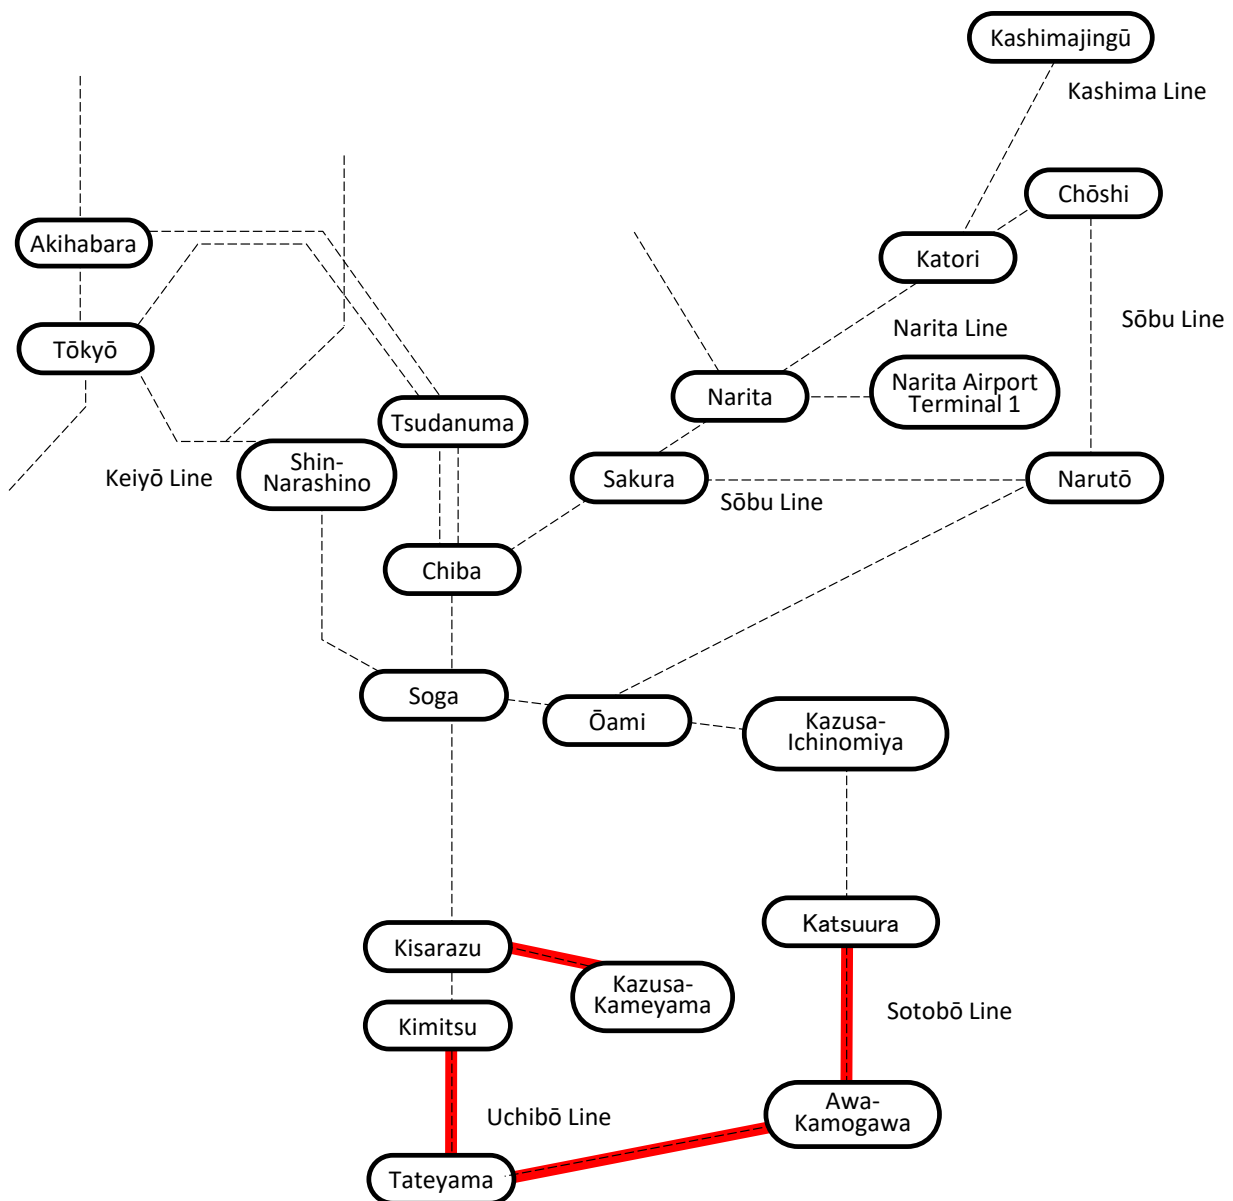 Kashimajingū
Kashima Line
Chōshi
Akihabara
Katori
Sōbu Line
Narita Line
Tōkyō
Narita Airport
Terminal 1
Narita
Tsudanuma
Shin-
Narashino
Keiyō Line
Sakura
Sōbu Line
Narutō
Chiba
Soga
Ōami
Kazusa-
Ichinomiya
Katsuura
Kisarazu
Kazusa-
Kameyama
Sotobō Line
Kimitsu
Uchibō Line
Awa-
Kamogawa
Tateyama